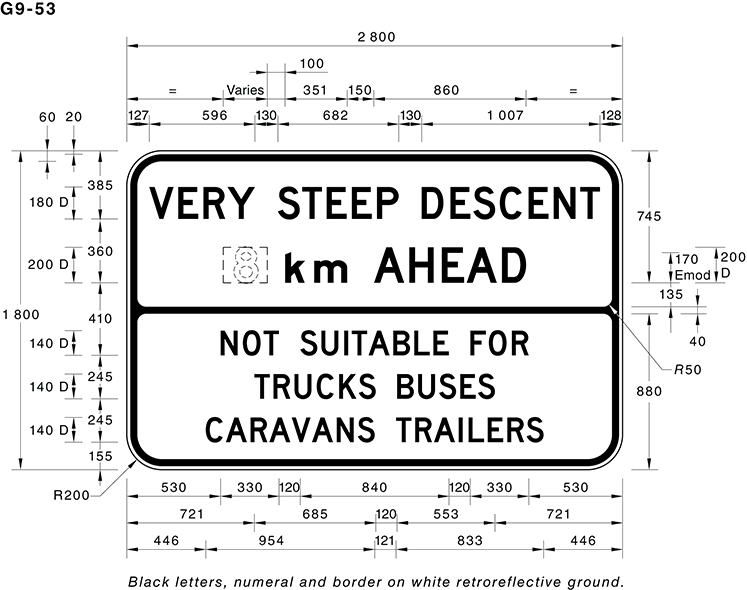 G9-53
2 800
100
= Varies 351 150 860 =
127 596 130 682 130 1 007 128
60 20
385
180 D
VERY STEEP DESCENT
745
360
200 D
8 km AHEAD
170
Emod
200
D
135
1 800
410
40
140 D
NOT SUITABLE FOR
R50
245
140 D
TRUCKS BUSES
880
245
140 D
CARAVANS TRAILERS
155
R200
530 330 120 840 120 330 530
721 685 120 553 721
446 954 121 833 446
Black letters, numeral and border on white retroreflective ground.